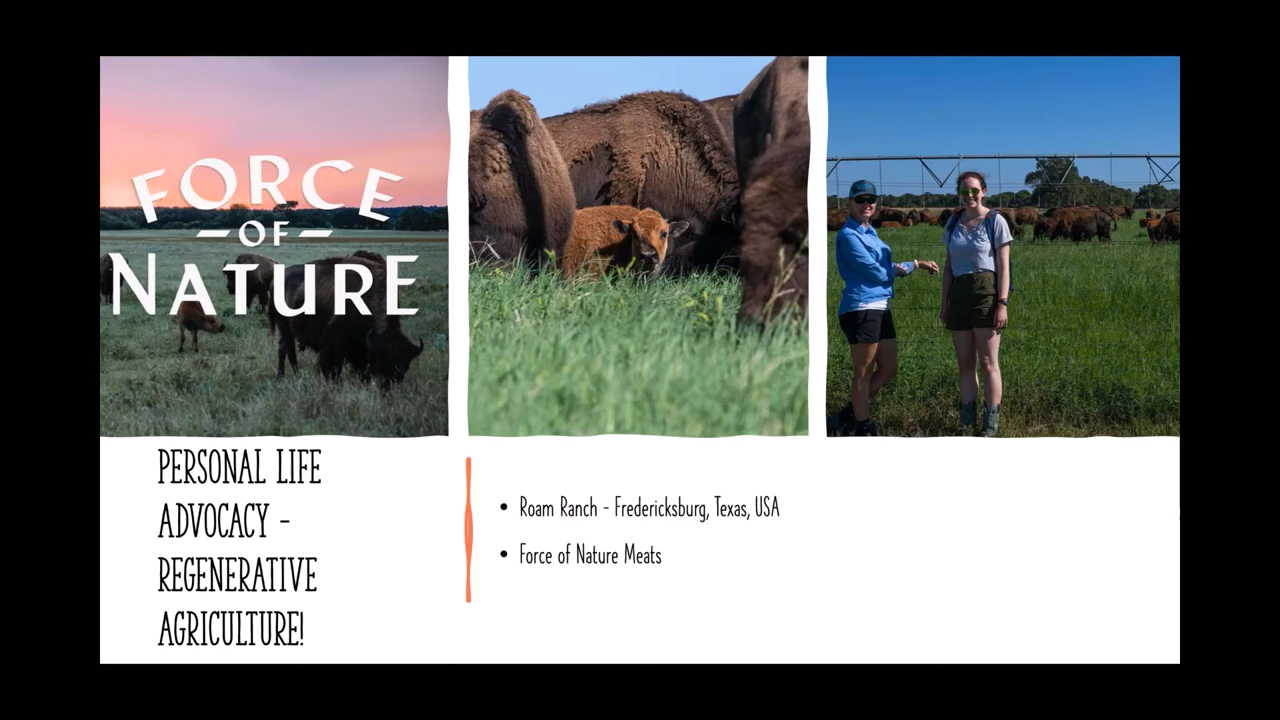 FORCE
OF
NATURE
PERSONAL LIFE
ADVOCACY -
REGENERATIVE
AGRICULTURE!
• Roam Ranch - Fredericksburg, Texas, USA
• Force of Nature Meats